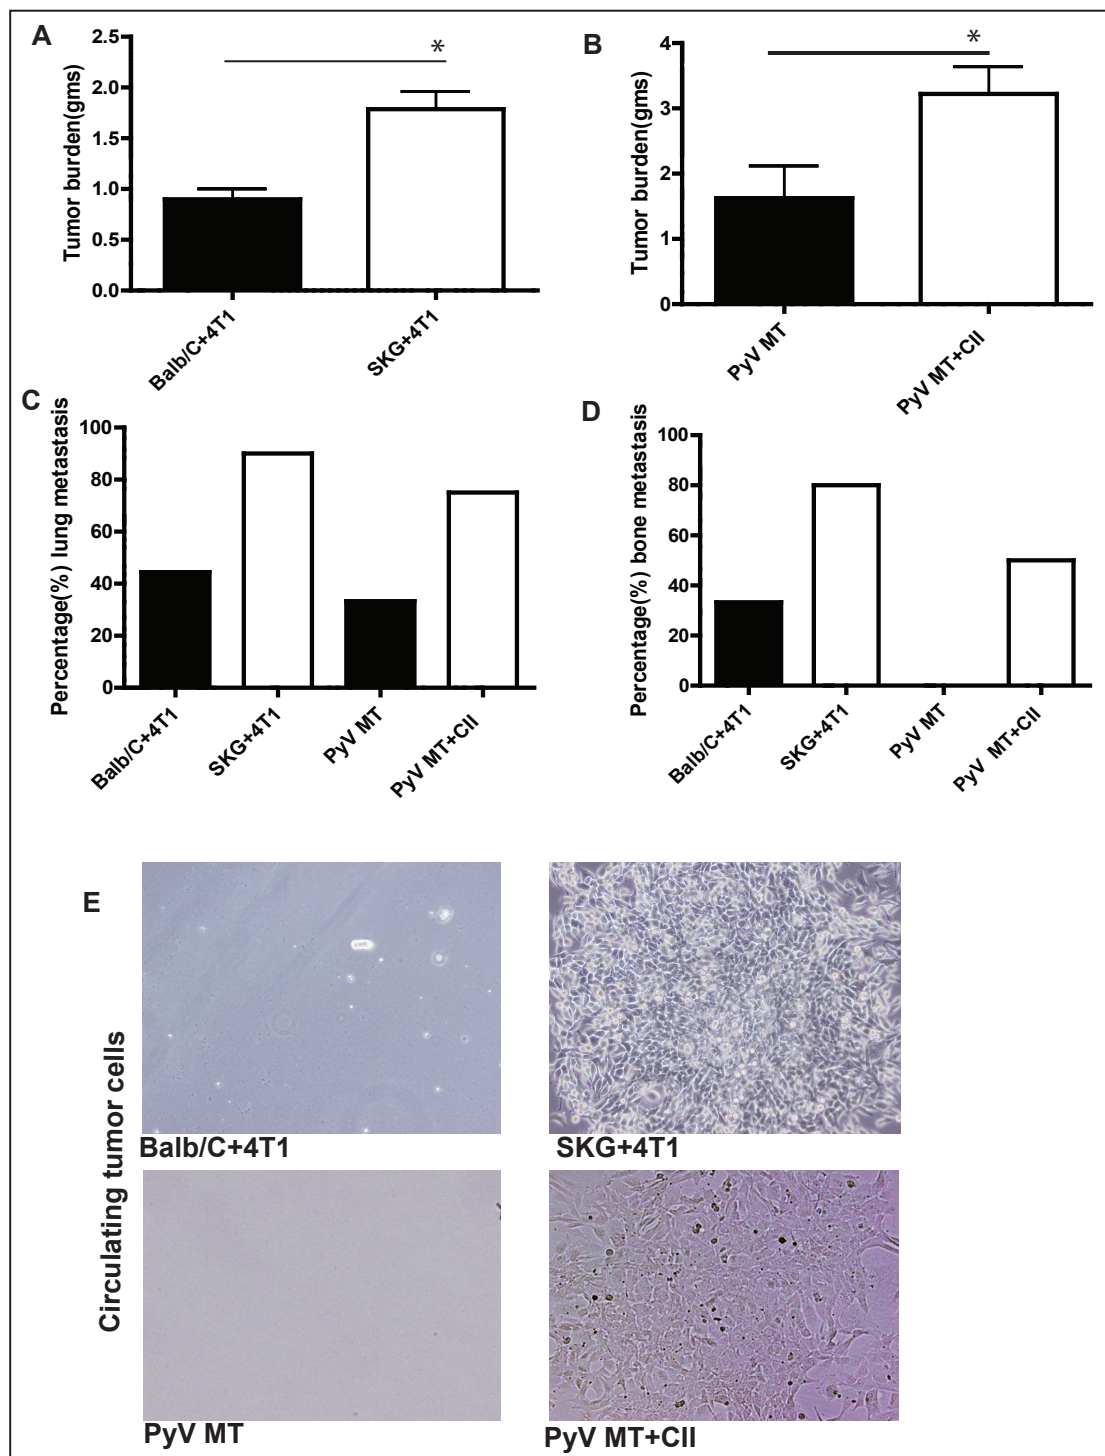 A
Tumor burden(gms)
2.5
2.0
1.5
1.0
0.5
0.0
*
Balb/C+4T1
SKG+4T1
B
Tumor burden(gms)
4
3
2
1
0
*
PyV MT
PyV MT+CII
C
Percentage(%) lung metastasis
100
80
60
40
20
0
Balb/C+4T1
SKG+4T1
PyV MT
PyV MT+CII
D
Percentage(%) bone metastasis
100
80
60
40
20
0
Balb/C+4T1
SKG+4T1
PyV MT
PyV MT+CII
E
Circulating tumor cells
Balb/C+4T1
SKG+4T1
PyV MT
PyV MT+CII